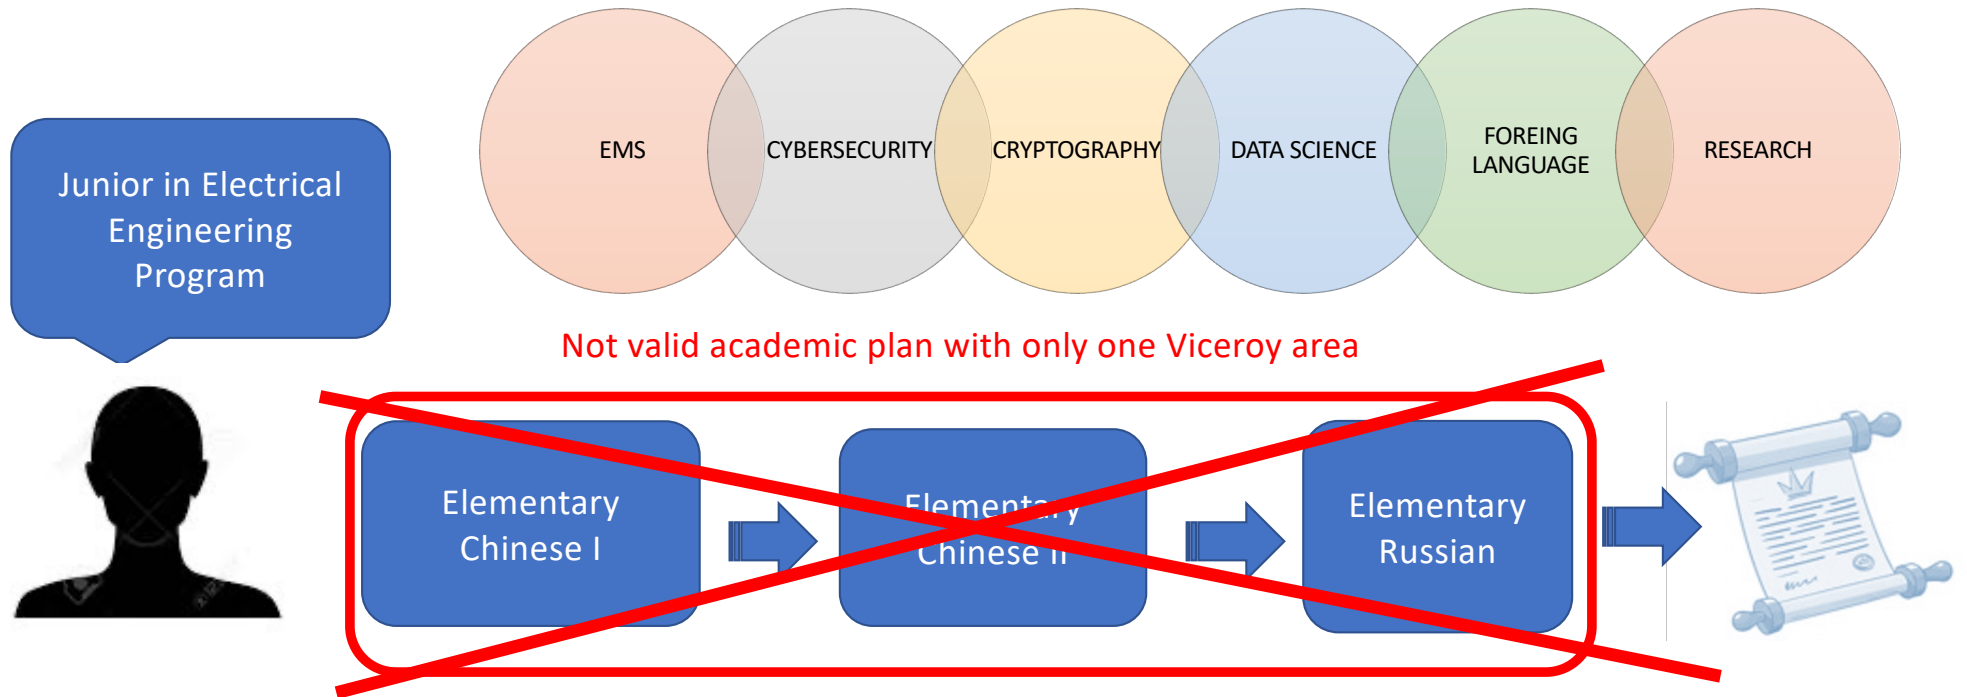 EMS
CYBERSECURITY
CRYPTOGRAPHY
DATA SCIENCE
FOREING
LANGUAGE
RESEARCH
Junior in Electrical
Engineering
Program
Not valid academic plan with only one Viceroy area
Elementary
Chinese I
Elementary
Chinese II
Elementary
Russian